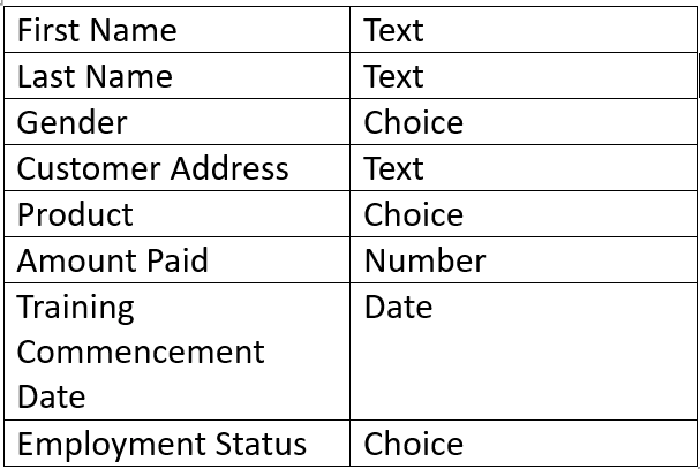 First Name Text
Last Name Text
Gender Choice
Customer Address Text
Product Choice
Amount Paid Number
Training Date
Commencement
Date
Employment Status Choice